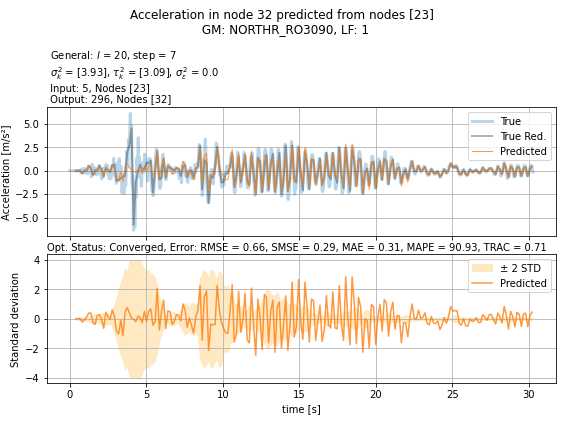 Acceleration in node 32 predicted from nodes [23]
GM: NORTHR_RO3090, LF: 1
General: l = 20, step = 7
σ²ₖ = [3.93], τ²ₖ = [3.09], σ²ε = 0.0
Input: 5, Nodes [23]
Output: 296, Nodes [32]
Acceleration [m/s²]
5.0
2.5
0.0
−2.5
−5.0
True
True Red.
Predicted
Opt. Status: Converged, Error: RMSE = 0.66, SMSE = 0.29, MAE = 0.31, MAPE = 90.93, TRAC = 0.71
Standard deviation
4
2
0
−2
−4
± 2 STD
Predicted
0 5 10 15 20 25 30
time [s]